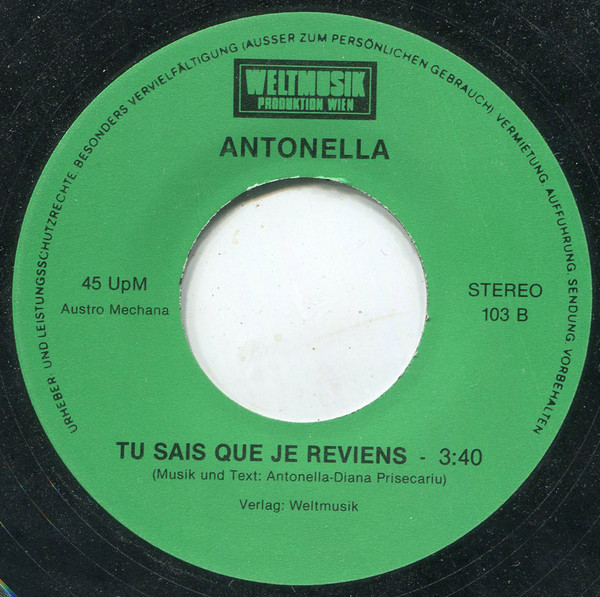 URHEBER- UND LEISTUNGSSCHUTZRECHTE, BESONDERS VERVIELFÄLTIGUNG (AUSSER ZUM PERSÖNLICHEN GEBRAUCH), VERMIETUNG, AUFFÜHRUNG, SENDUNG, VORBEHALTEN
WELTMUSIK
PRODUKTION WIEN
ANTONELLA
45 UpM
Austro Mechana
STEREO
103 B
TU SAIS QUE JE REVIENS - 3:40
(Musik und Text: Antonella-Diana Prisecariu)
Verlag: Weltmusik